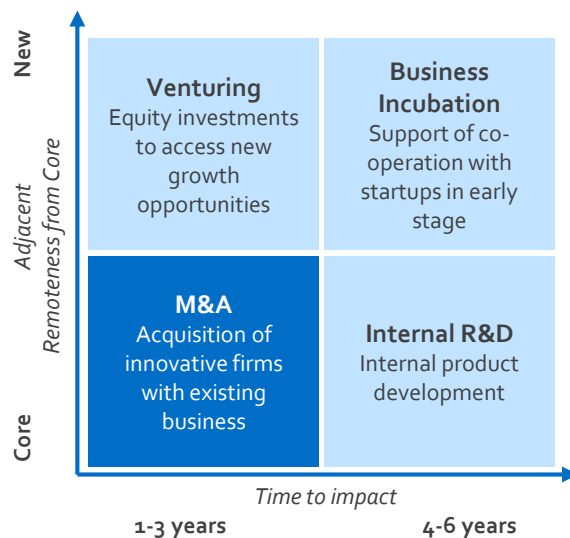 New
Adjacent
Core
Remoteness from Core
Venturing
Equity investments
to access new
growth
opportunities
Business
Incubation
Support of co-
operation with
startups in early
stage
M&A
Acquisition of
innovative firms
with existing
business
Internal R&D
Internal product
development
Time to impact
1-3 years
4-6 years